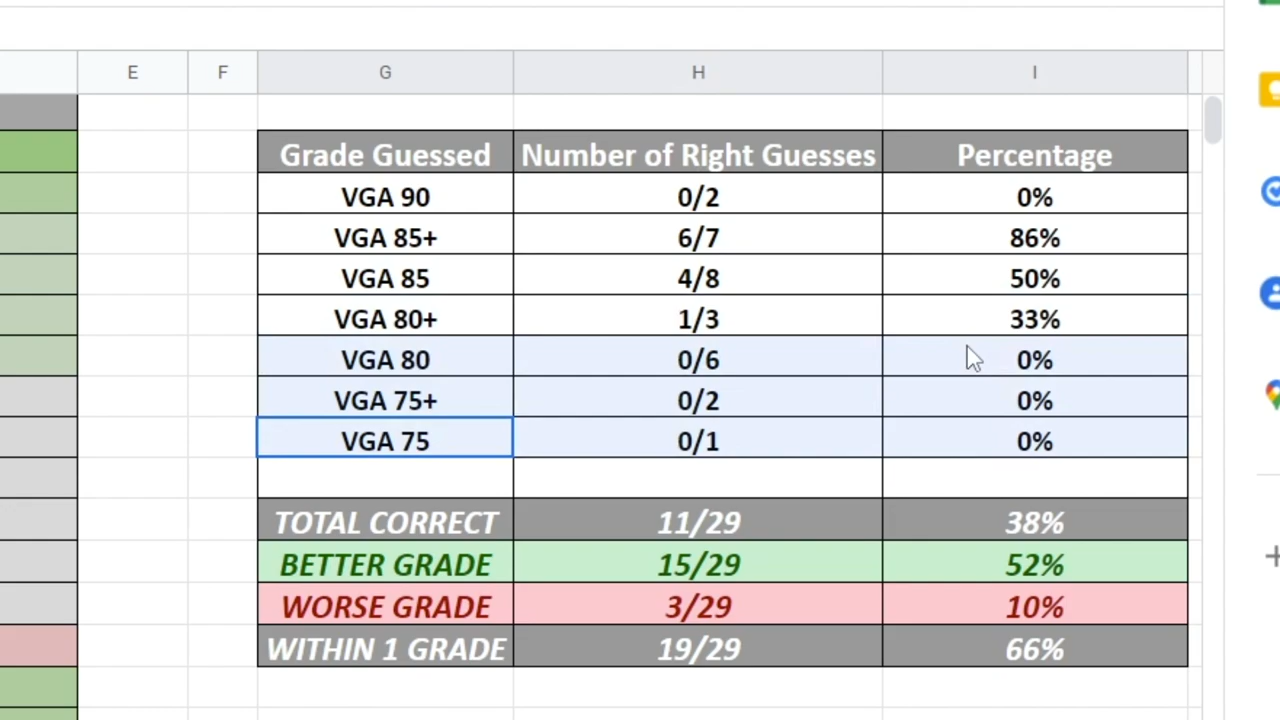 E F G H I
Grade Guessed Number of Right Guesses Percentage
VGA 90 0/2 0%
VGA 85+ 6/7 86%
VGA 85 4/8 50%
VGA 80+ 1/3 33%
VGA 80 0/6 0%
VGA 75+ 0/2 0%
VGA 75 0/1 0%
TOTAL CORRECT 11/29 38%
BETTER GRADE 15/29 52%
WORSE GRADE 3/29 10%
WITHIN 1 GRADE 19/29 66%